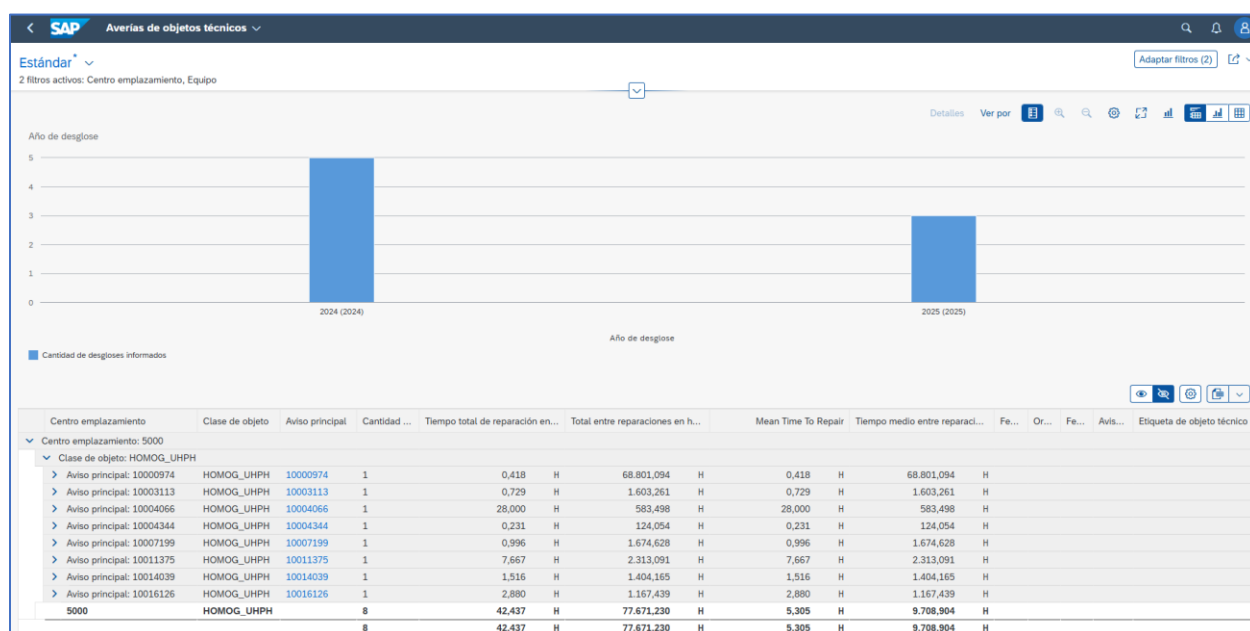 SAP Averías de objetos técnicos
Estándar*
Adaptar filtros (2)
2 filtros activos: Centro emplazamiento, Equipo
Detalles Ver por
Año de desglose
5
4
3
2
1
0
2024 (2024) 2025 (2025)
Año de desglose
Cantidad de desgloses informados
Centro emplazamiento Clase de objeto Aviso principal Cantidad ... Tiempo total de reparación en... Total entre reparaciones en h... Mean Time To Repair Tiempo medio entre reparaci... Fe... Or... Fe... Avis... Etiqueta de objeto técnico
Centro emplazamiento: 5000
Clase de objeto: HOMOG_UHPH
Aviso principal: 10000974 HOMOG_UHPH 10000974 1 0,418 H 68.801,094 H 0,418 H 68.801,094 H
Aviso principal: 10003113 HOMOG_UHPH 10003113 1 0,729 H 1.603,261 H 0,729 H 1.603,261 H
Aviso principal: 10004066 HOMOG_UHPH 10004066 1 28,000 H 583,498 H 28,000 H 583,498 H
Aviso principal: 10004344 HOMOG_UHPH 10004344 1 0,231 H 124,054 H 0,231 H 124,054 H
Aviso principal: 10007199 HOMOG_UHPH 10007199 1 0,996 H 1.674,628 H 0,996 H 1.674,628 H
Aviso principal: 10011375 HOMOG_UHPH 10011375 1 7,667 H 2.313,091 H 7,667 H 2.313,091 H
Aviso principal: 10014039 HOMOG_UHPH 10014039 1 1,516 H 1.404,165 H 1,516 H 1.404,165 H
Aviso principal: 10016126 HOMOG_UHPH 10016126 1 2,880 H 1.167,439 H 2,880 H 1.167,439 H
5000 HOMOG_UHPH 8 42,437 H 77.671,230 H 5,305 H 9.708,904 H
8 42.437 H 77.671.230 H 5.305 H 9.708.904 H